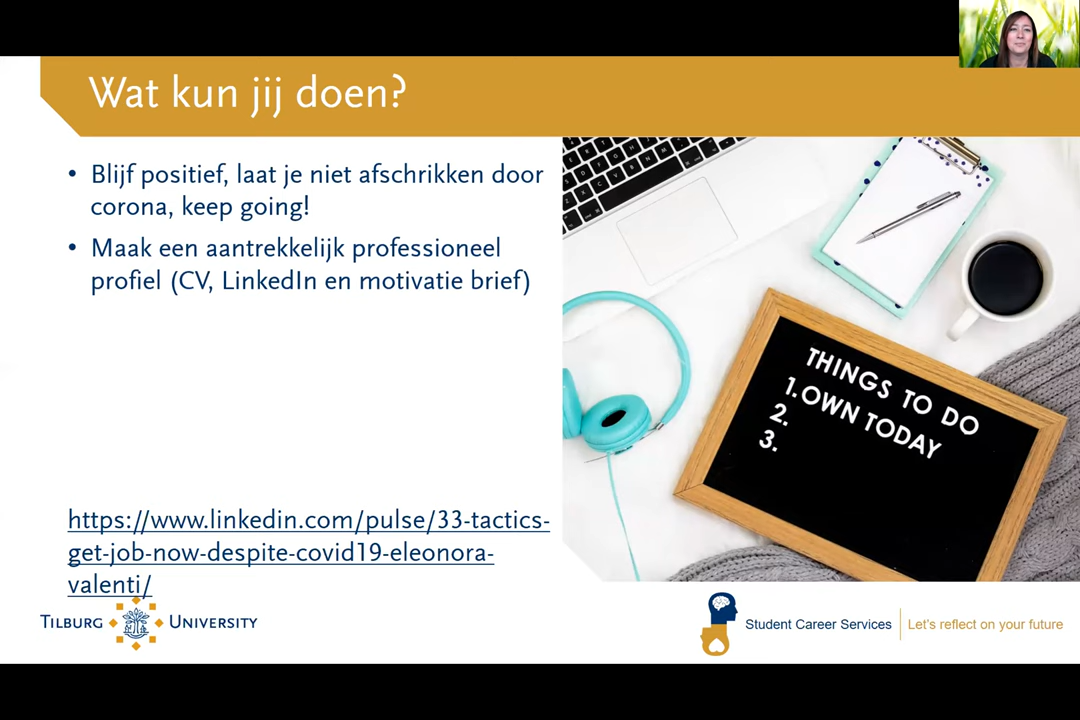 Wat kun jij doen?
• Blijf positief, laat je niet afschrikken door
corona, keep going!
• Maak een aantrekkelijk professioneel
profiel (CV, LinkedIn en motivatie brief)
THINGS TO DO
1.OWN TODAY
2.
3.
https://www.linkedin.com/pulse/33-tactics-
get-job-now-despite-covid19-eleonora-
valenti/
TILBURG UNIVERSITY
Student Career Services
Let's reflect on your future